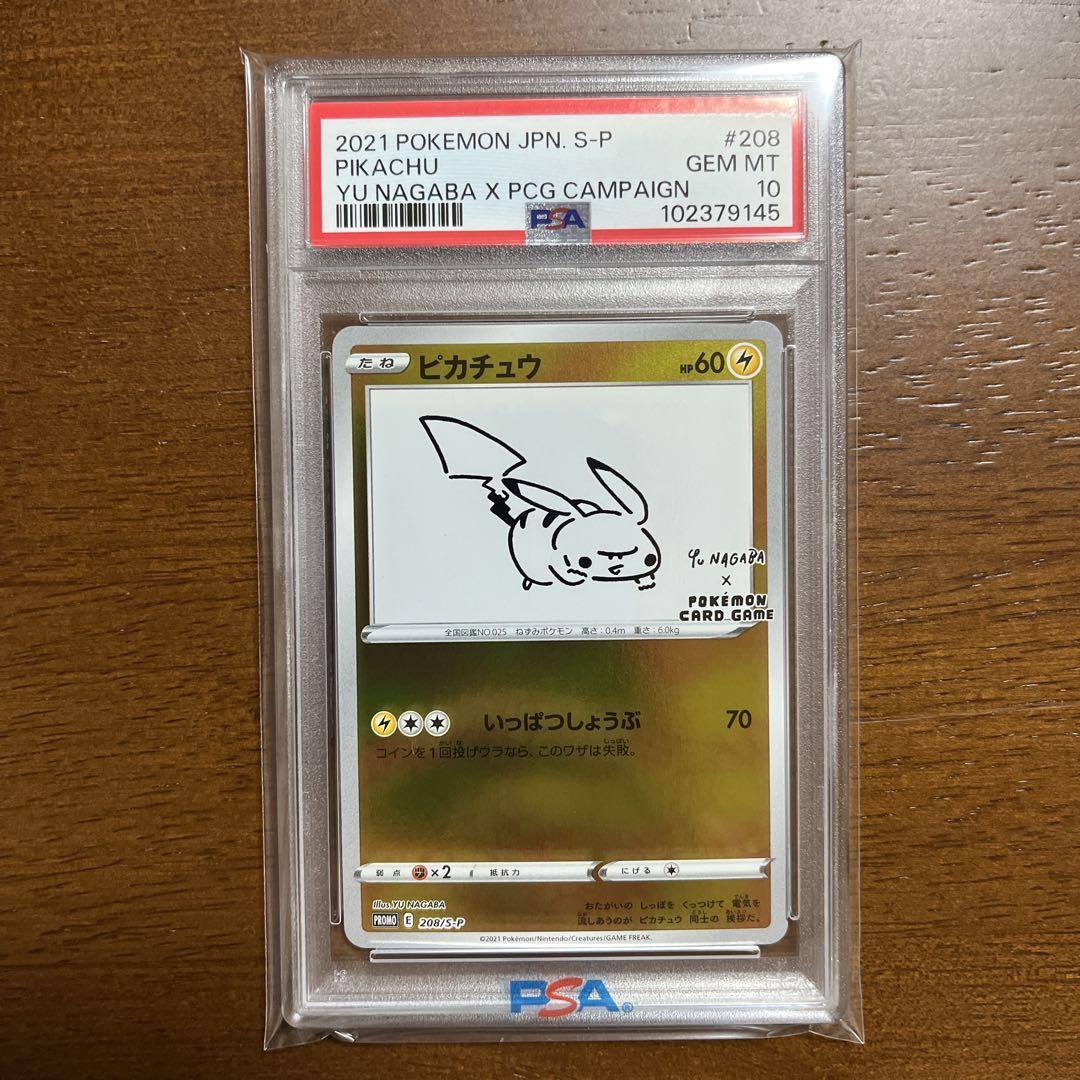 2021 POKEMON JPN. S-P #208
PIKACHU GEM MT
YU NAGABA X PCG CAMPAIGN 10
PSA 102379145
たね ピカチュウ HP60
YU NAGABA
×
POKÉMON
CARD GAME
全国図鑑NO.025 ねずみポケモン 高さ:0.4m 重さ:6.0kg
いっぱつしょうぶ 70
コインを1回投げウラなら、このワザは失敗。
弱点 ×2 抵抗力 にげる
Illus. YU NAGABA
おたがいの しっぽを くっつけて 電気を
流しあうのが ピカチュウ 同士の 挨拶だ。
PROMO E 208/S-P
©2021 Pokémon/Nintendo/Creatures/GAME FREAK.
PSA®